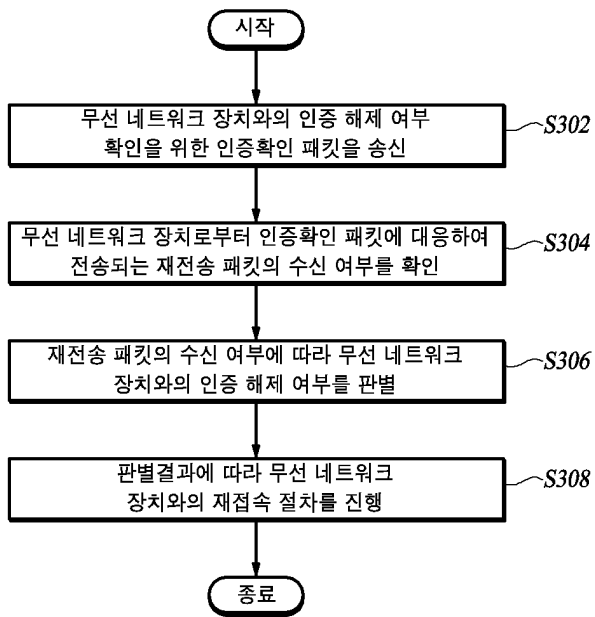 시작
무선 네트워크 장치와의 인증 해제 여부
확인을 위한 인증확인 패킷을 송신
S302
무선 네트워크 장치로부터 인증확인 패킷에 대응하여
전송되는 재전송 패킷의 수신 여부를 확인
S304
재전송 패킷의 수신 여부에 따라 무선 네트워크
장치와의 인증 해제 여부를 판별
S306
판별결과에 따라 무선 네트워크
장치와의 재접속 절차를 진행
S308
종료